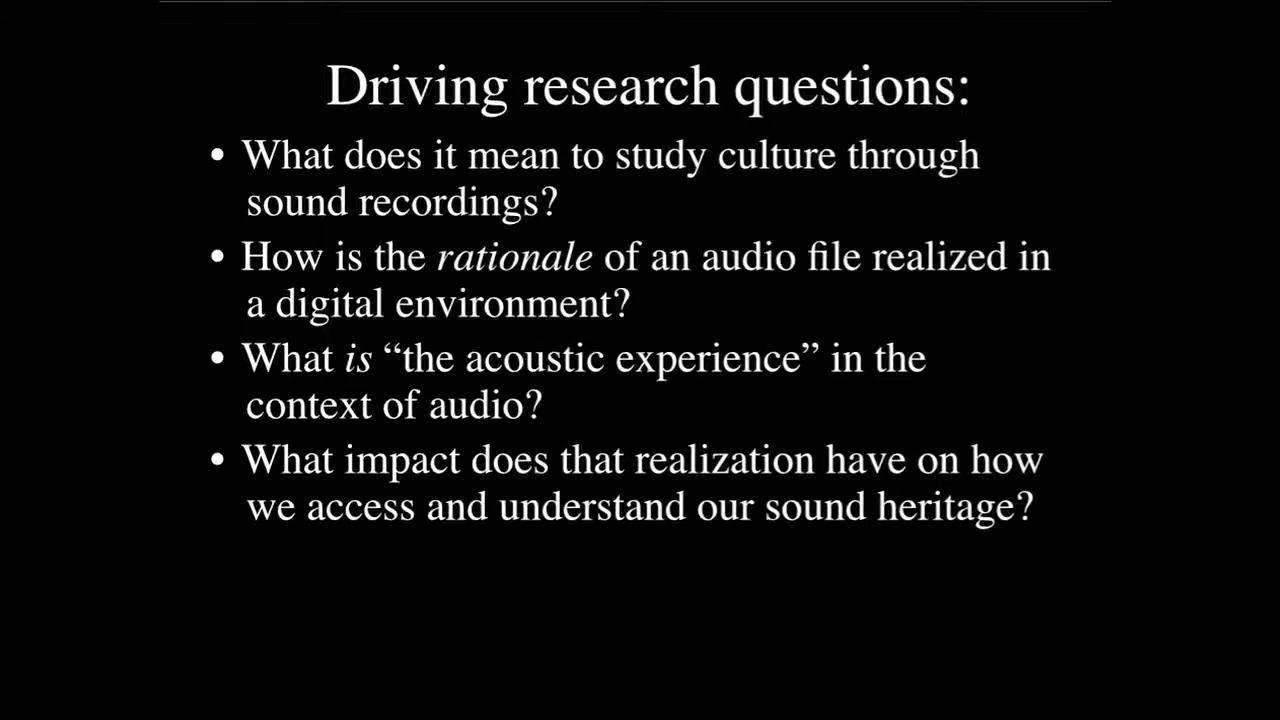 Driving research questions:
• What does it mean to study culture through
sound recordings?
• How is the rationale of an audio file realized in
a digital environment?
• What is “the acoustic experience” in the
context of audio?
• What impact does that realization have on how
we access and understand our sound heritage?